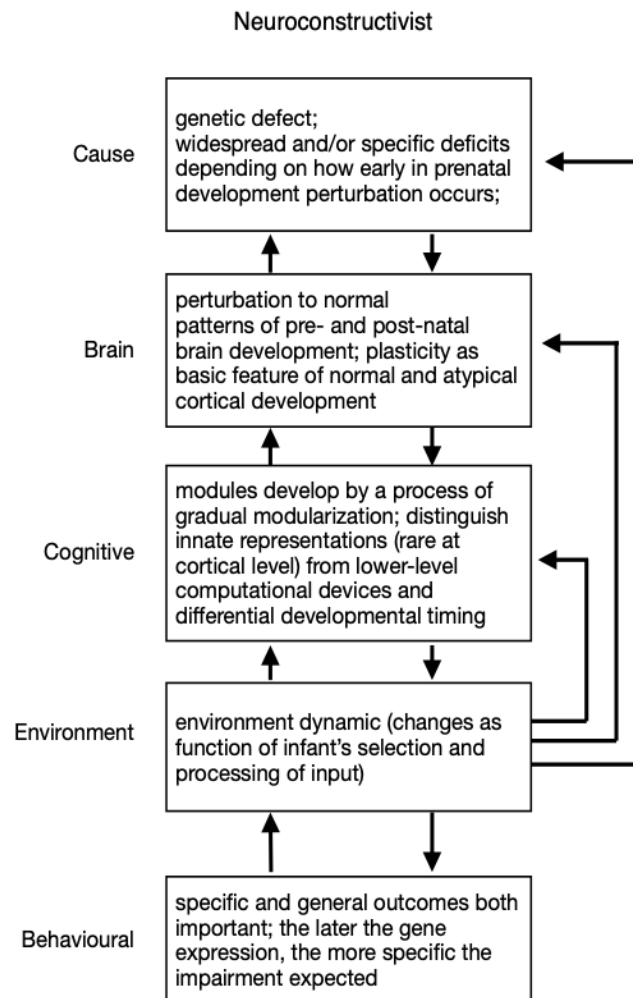 Neuroconstructivist
Cause
genetic defect;
widespread and/or specific deficits
depending on how early in prenatal
development perturbation occurs;
Brain
perturbation to normal
patterns of pre- and post-natal
brain development; plasticity as
basic feature of normal and atypical
cortical development
Cognitive
modules develop by a process of
gradual modularization; distinguish
innate representations (rare at
cortical level) from lower-level
computational devices and
differential developmental timing
Environment
environment dynamic (changes as
function of infant's selection and
processing of input)
Behavioural
specific and general outcomes both
important; the later the gene
expression, the more specific the
impairment expected